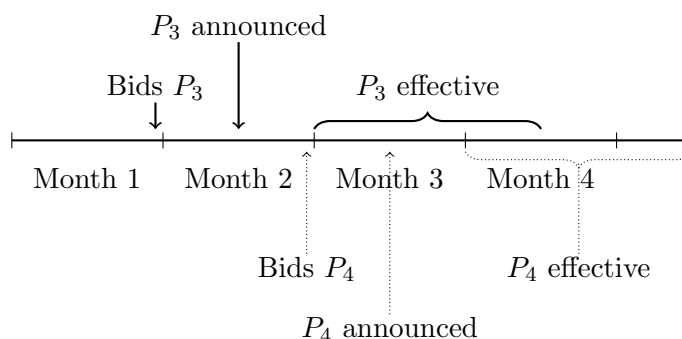 P₃ announced
Bids P₃
P₃ effective
Month 1 Month 2 Month 3 Month 4
Bids P₄
P₄ effective
P₄ announced